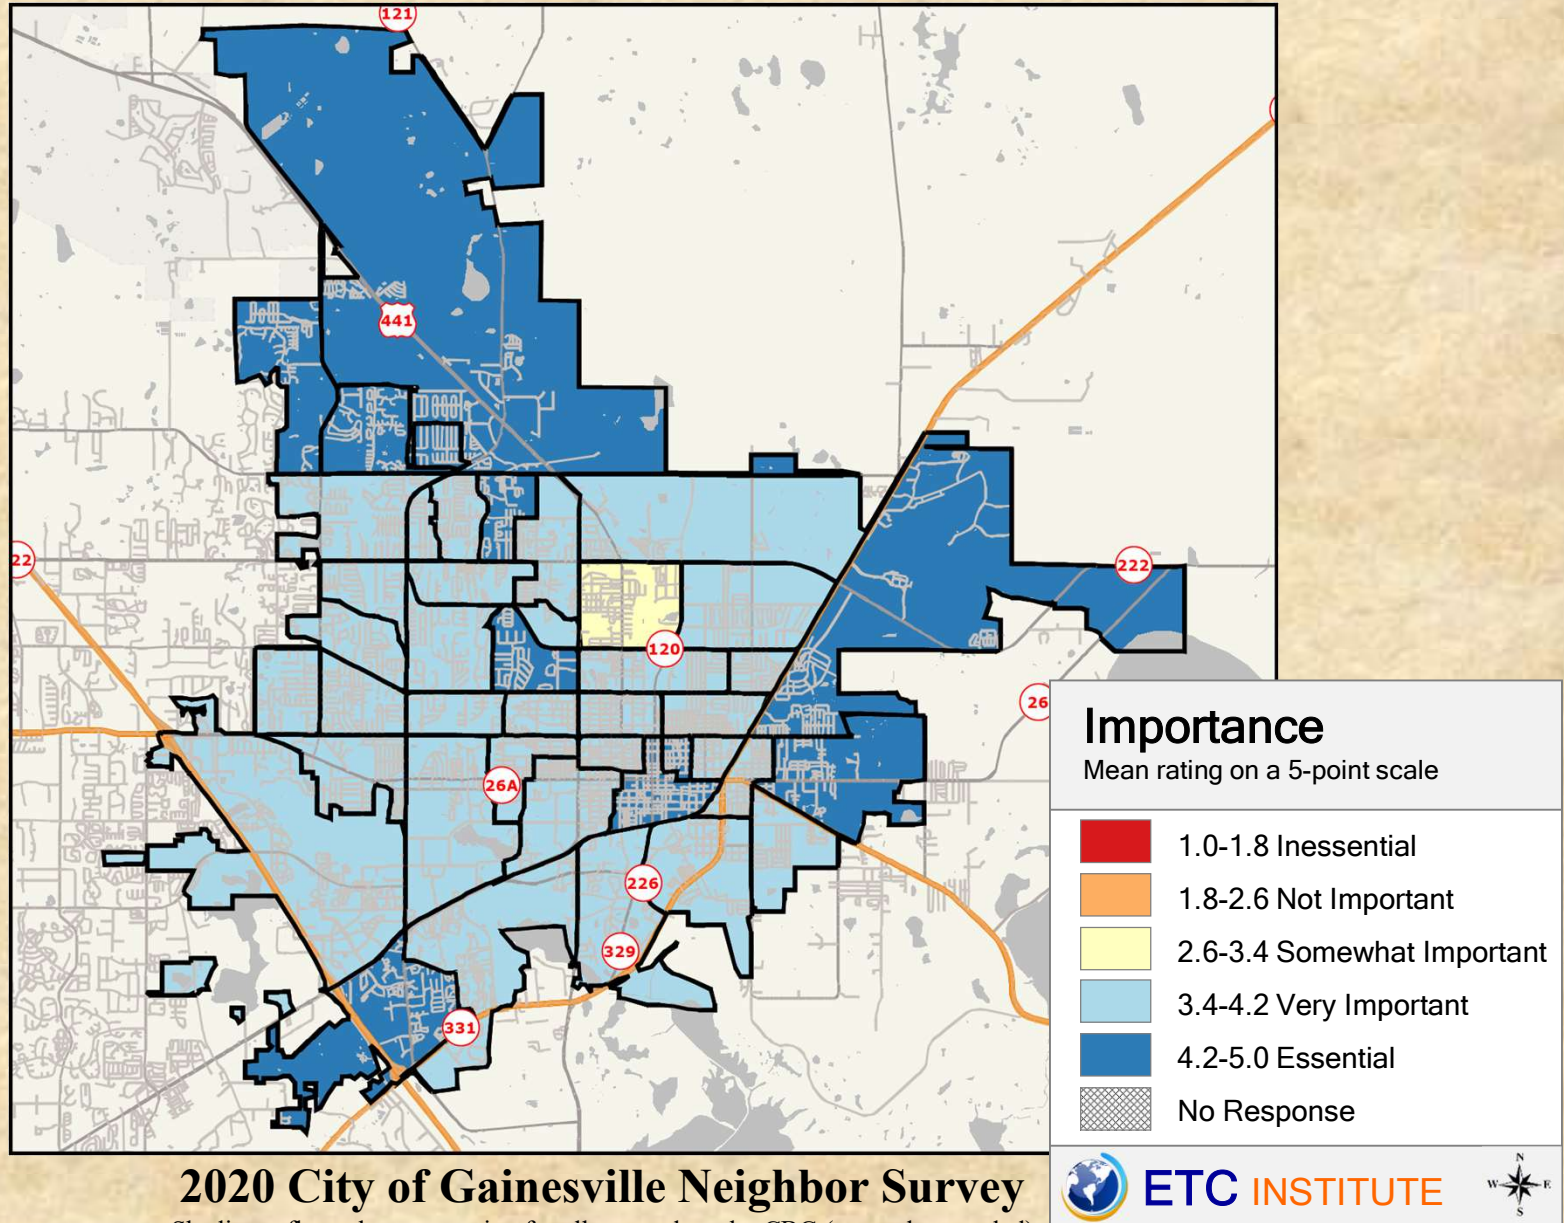 121
441
22
222
120
26
26A
226
329
331
Importance
Mean rating on a 5-point scale
1.0-1.8 Inessential
1.8-2.6 Not Important
2.6-3.4 Somewhat Important
3.4-4.2 Very Important
4.2-5.0 Essential
No Response
2020 City of Gainesville Neighbor Survey
ETC INSTITUTE
N
W E
S